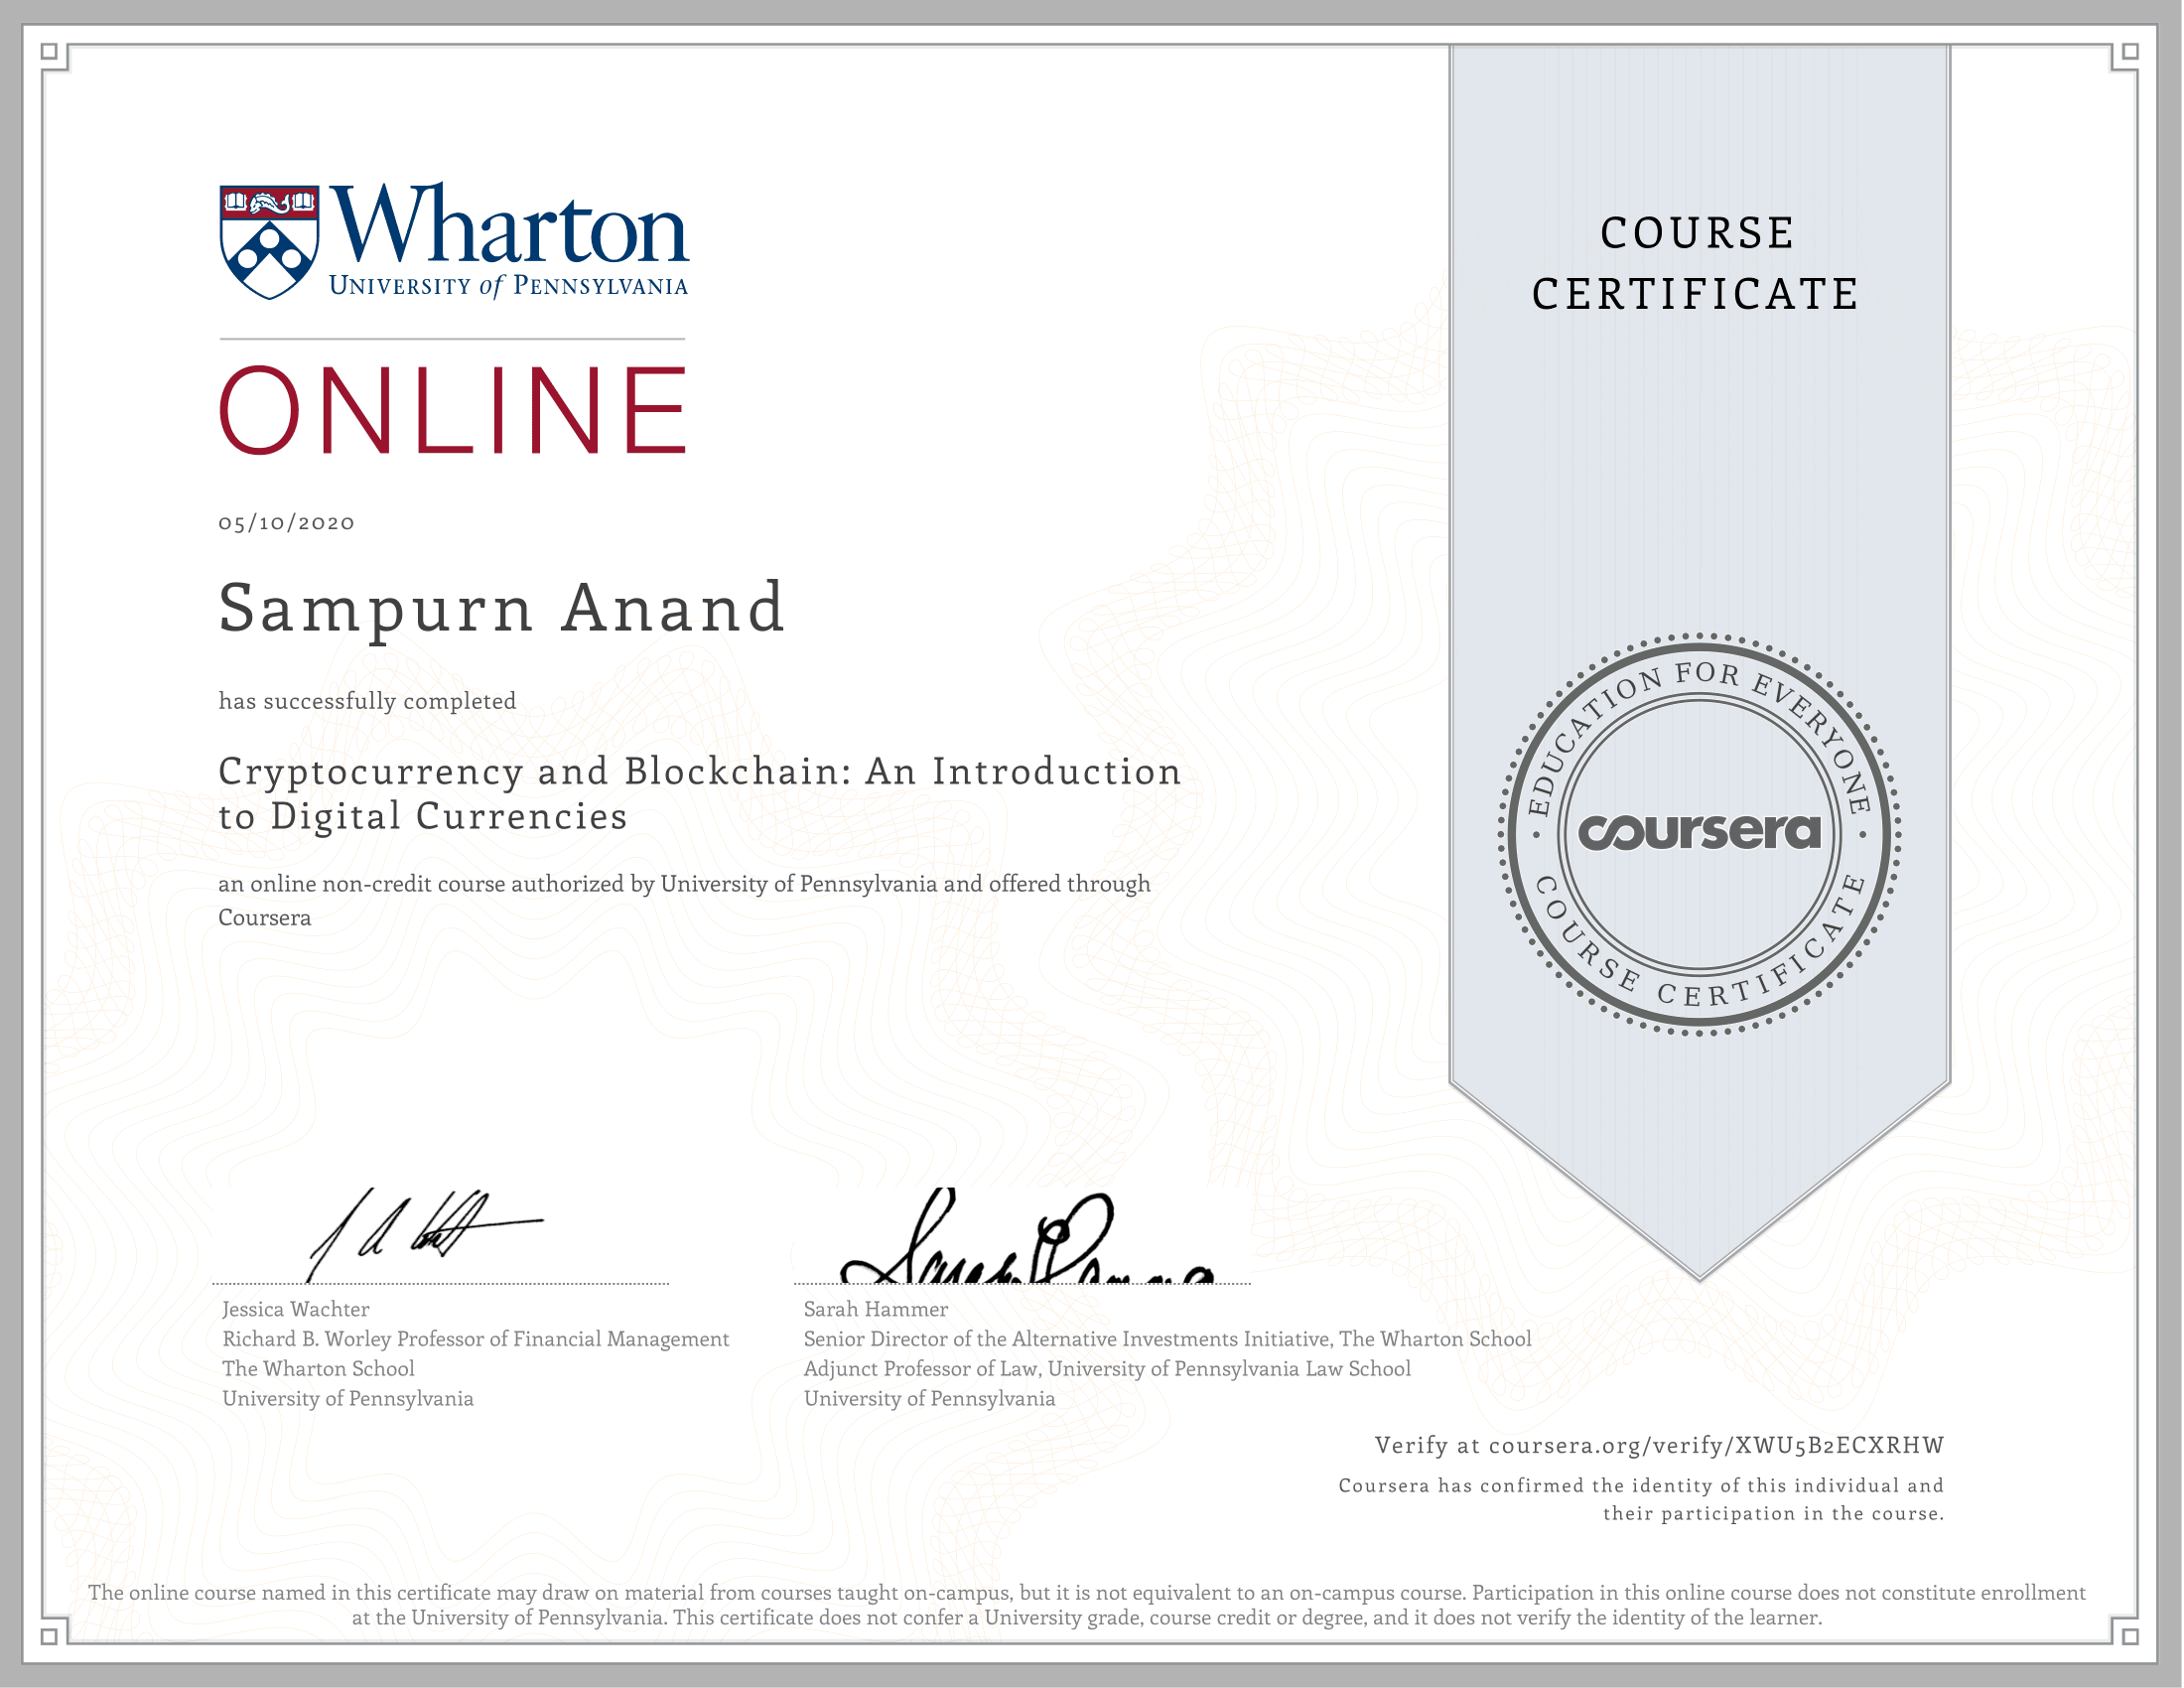 Wharton
UNIVERSITY of PENNSYLVANIA
ONLINE
05/10/2020
Sampurn Anand
has successfully completed
Cryptocurrency and Blockchain: An Introduction
to Digital Currencies
an online non-credit course authorized by University of Pennsylvania and offered through
Coursera
COURSE
CERTIFICATE
EDUCATION FOR EVERYONE
coursera
COURSE CERTIFICATE
Jessica Wachter
Richard B. Worley Professor of Financial Management
The Wharton School
University of Pennsylvania
Sarah Hammer
Senior Director of the Alternative Investments Initiative, The Wharton School
Adjunct Professor of Law, University of Pennsylvania Law School
University of Pennsylvania
Verify at coursera.org/verify/XWU5B2ECXRHW
Coursera has confirmed the identity of this individual and
their participation in the course.
The online course named in this certificate may draw on material from courses taught on-campus, but it is not equivalent to an on-campus course. Participation in this online course does not constitute enrollment
at the University of Pennsylvania. This certificate does not confer a University grade, course credit or degree, and it does not verify the identity of the learner.